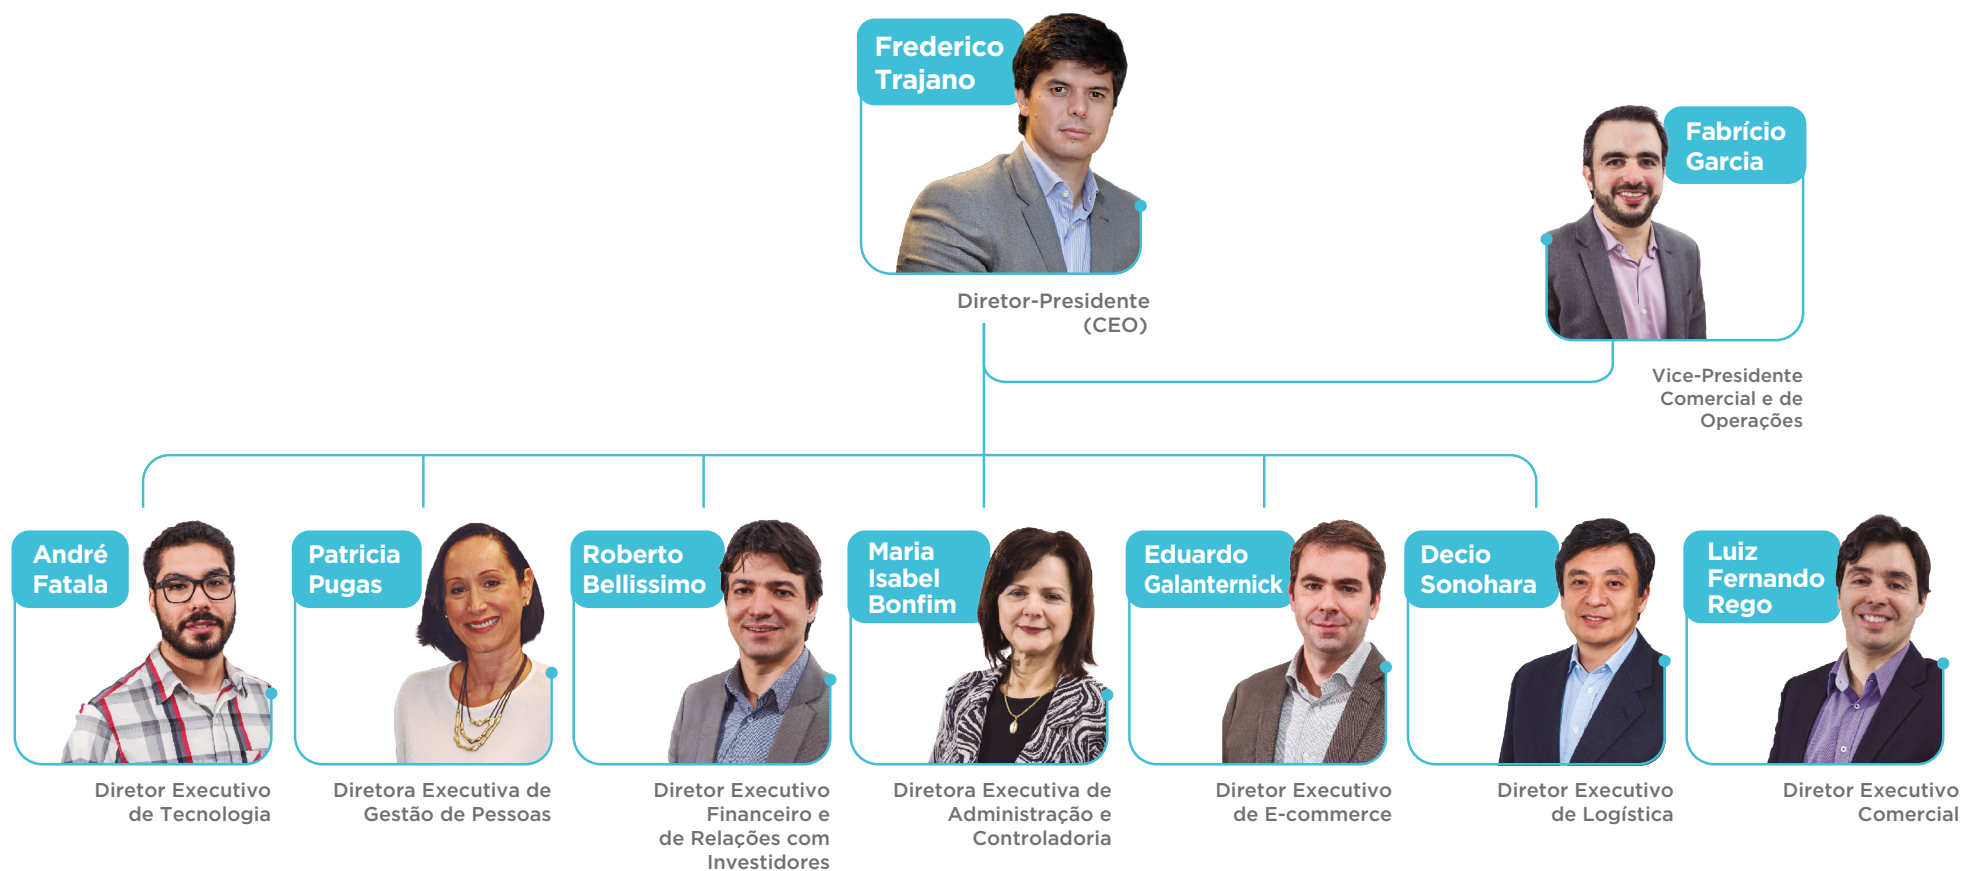 Frederico
Trajano
Diretor-Presidente
(CEO)
Fabrício
Garcia
Vice-Presidente
Comercial e de
Operações
André
Fatala
Diretor Executivo
de Tecnologia
Patricia
Pugas
Diretora Executiva de
Gestão de Pessoas
Roberto
Bellissimo
Diretor Executivo
Financeiro e
de Relações com
Investidores
Maria
Isabel
Bonfim
Diretora Executiva de
Administração e
Controladoria
Eduardo
Galanternick
Diretor Executivo
de E-commerce
Decio
Sonohara
Diretor Executivo
de Logística
Luiz
Fernando
Rego
Diretor Executivo
Comercial